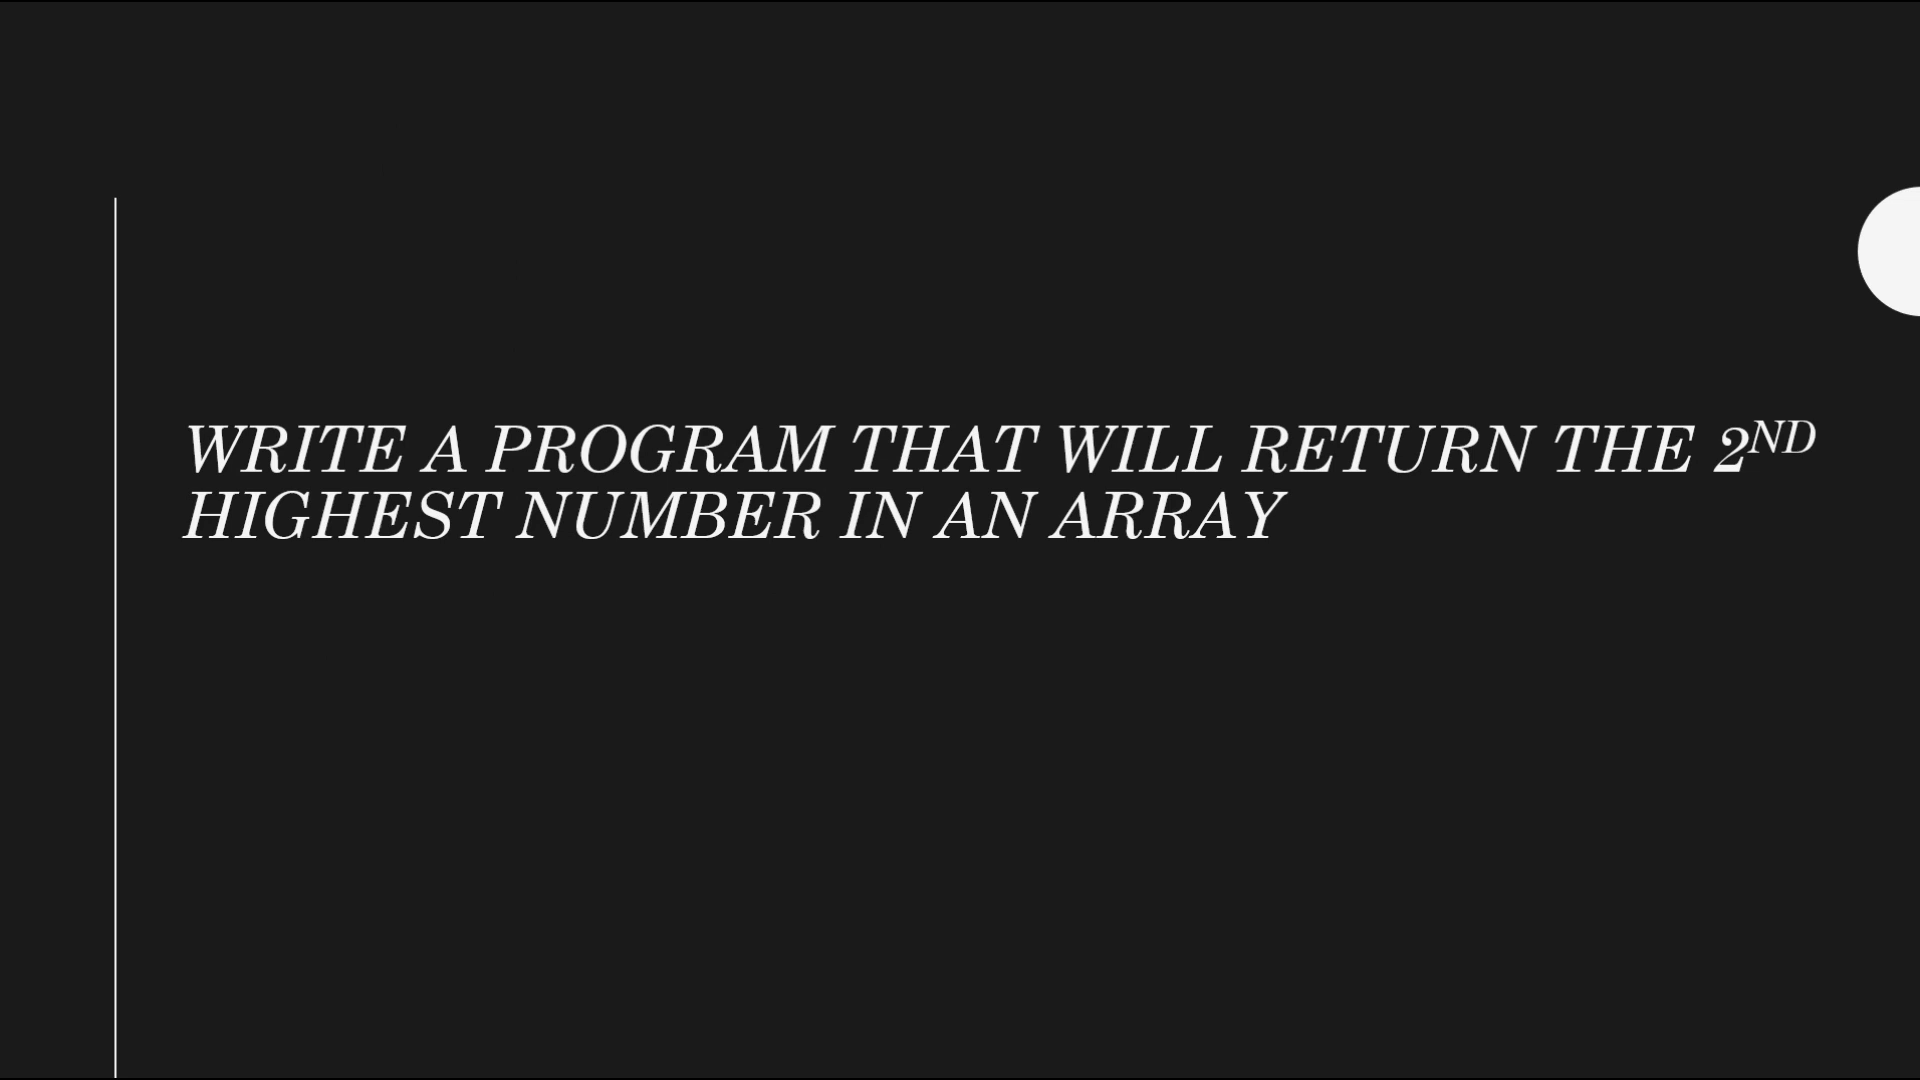 WRITE A PROGRAM THAT WILL RETURN THE 2ND
HIGHEST NUMBER IN AN ARRAY